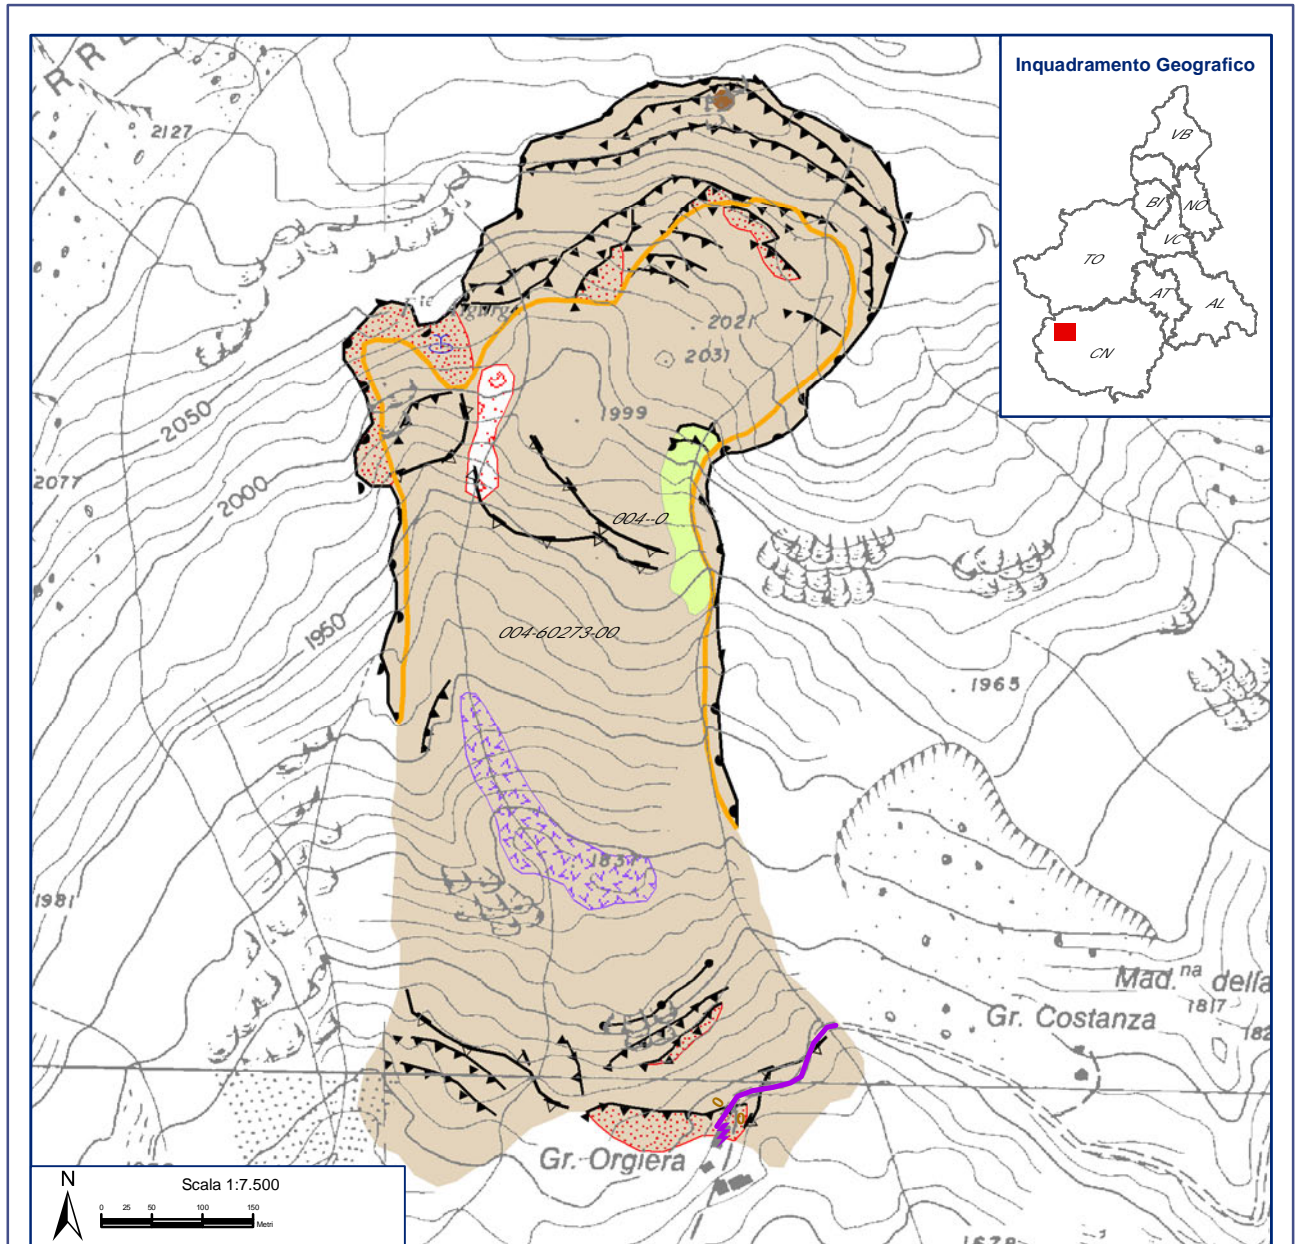 Inquadramento Geografico
VB
BI
NO
VC
TO
AT
AL
CN
2127
2021
2031
1999
2050
2077
2000
004--0
1950
004-60273-00
1965
1837
1981
Mad.na della
1817
182
Gr. Costanza
Gr. Orgiera
N
Scala 1:7.500
0 25 50 100 150
Metri